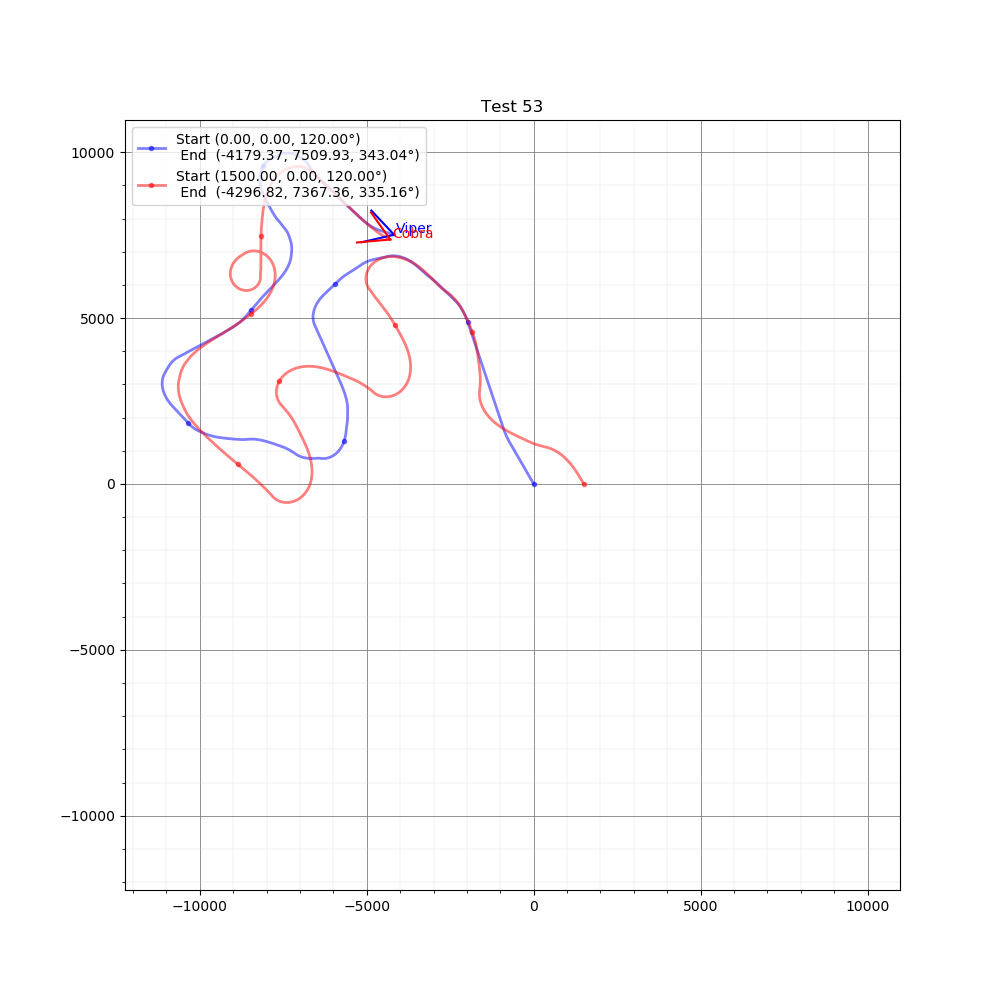 Test 53
Start (0.00, 0.00, 120.00°)
End (-4179.37, 7509.93, 343.04°)
Start (1500.00, 0.00, 120.00°)
End (-4296.82, 7367.36, 335.16°)
Viper
Cobra
10000
5000
0
−5000
−10000
−10000 −5000 0 5000 10000